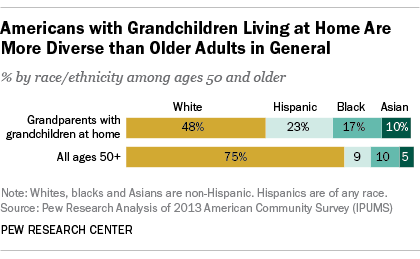 Americans with Grandchildren Living at Home Are
More Diverse than Older Adults in General
% by race/ethnicity among ages 50 and older
White Hispanic Black Asian
Grandparents with
grandchildren at home
48% 23% 17% 10%
All ages 50+ 75% 9 10 5
Note: Whites, blacks and Asians are non-Hispanic. Hispanics are of any race.
Source: Pew Research Analysis of 2013 American Community Survey (IPUMS)
PEW RESEARCH CENTER